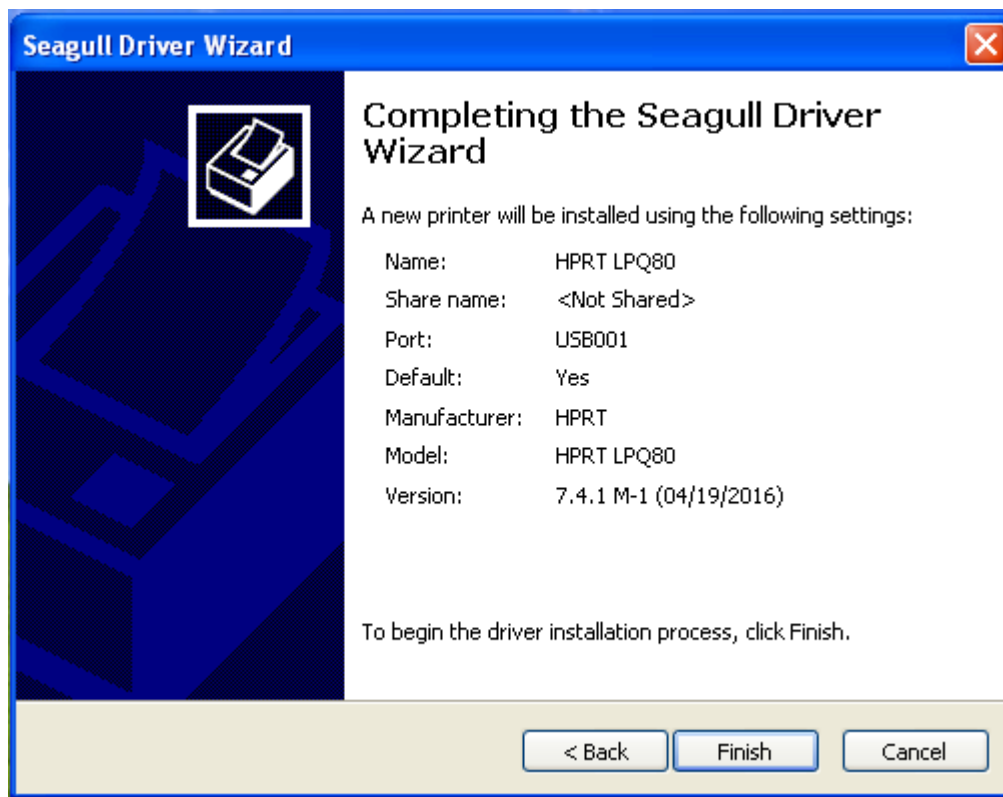 Seagull Driver Wizard
Completing the Seagull Driver
Wizard
A new printer will be installed using the following settings:
Name: HPRT LPQ80
Share name: <Not Shared>
Port: USB001
Default: Yes
Manufacturer: HPRT
Model: HPRT LPQ80
Version: 7.4.1 M-1 (04/19/2016)
To begin the driver installation process, click Finish.
< Back Finish Cancel